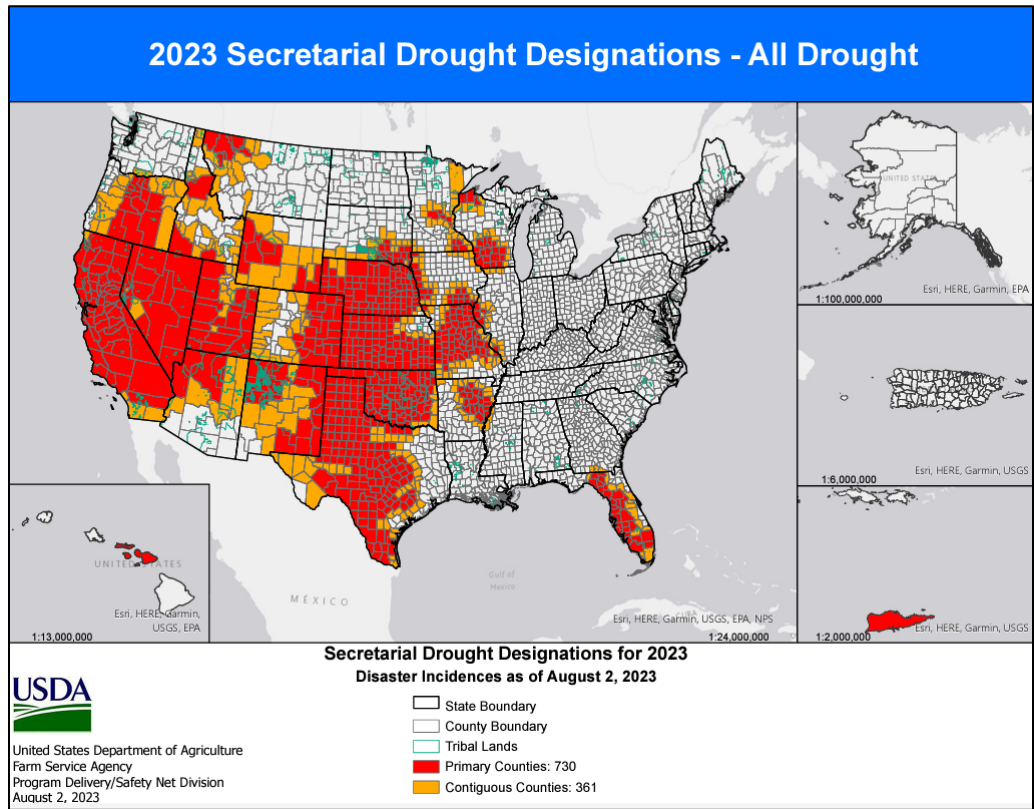 2023 Secretarial Drought Designations - All Drought
UNITED STATES
Esri, HERE, Garmin, EPA
1:100,000,000
Esri, HERE, Garmin, USGS
1:6,000,000
Esri, HERE, Garmin, USGS
1:2,000,000
UNITED STATES
Esri, HERE, Garmin,
USGS, EPA
1:13,000,000
MÉXICO
Gulf of
Mexico
Esri, HERE, Garmin, USGS, EPA, NPS
1:24,000,000
Secretarial Drought Designations for 2023
Disaster Incidences as of August 2, 2023
State Boundary
County Boundary
Tribal Lands
Primary Counties: 730
Contiguous Counties: 361
USDA
United States Department of Agriculture
Farm Service Agency
Program Delivery/Safety Net Division
August 2, 2023